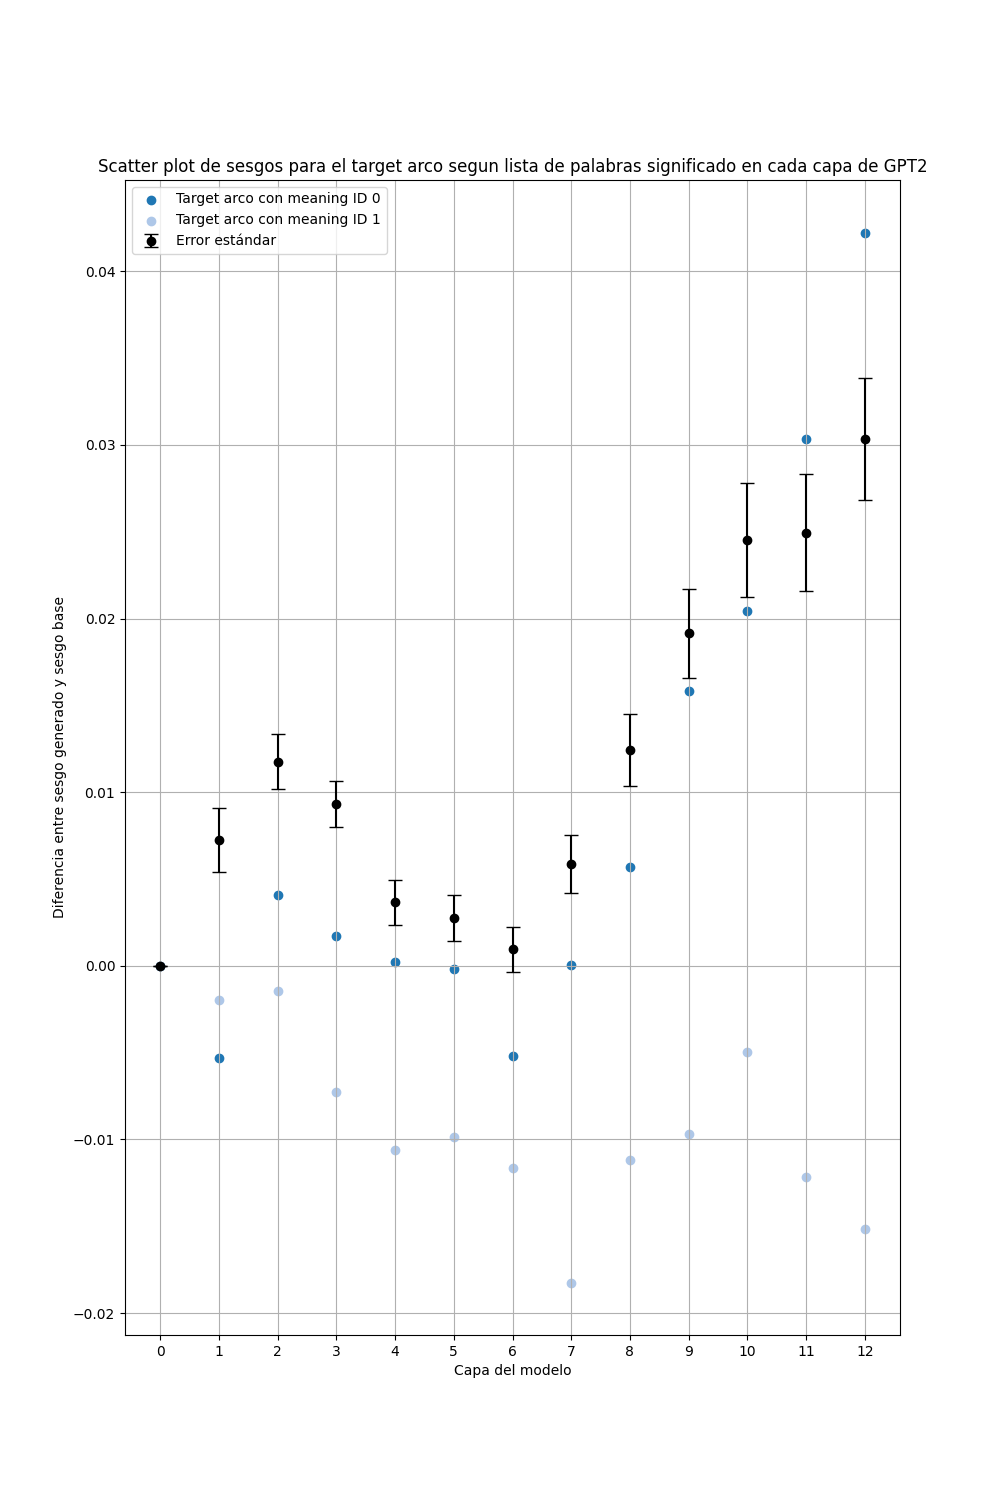 Scatter plot de sesgos para el target arco segun lista de palabras significado en cada capa de GPT2
Target arco con meaning ID 0
Target arco con meaning ID 1
Error estándar
Diferencia entre sesgo generado y sesgo base
0.04
0.03
0.02
0.01
0.00
−0.01
−0.02
0 1 2 3 4 5 6 7 8 9 10 11 12
Capa del modelo